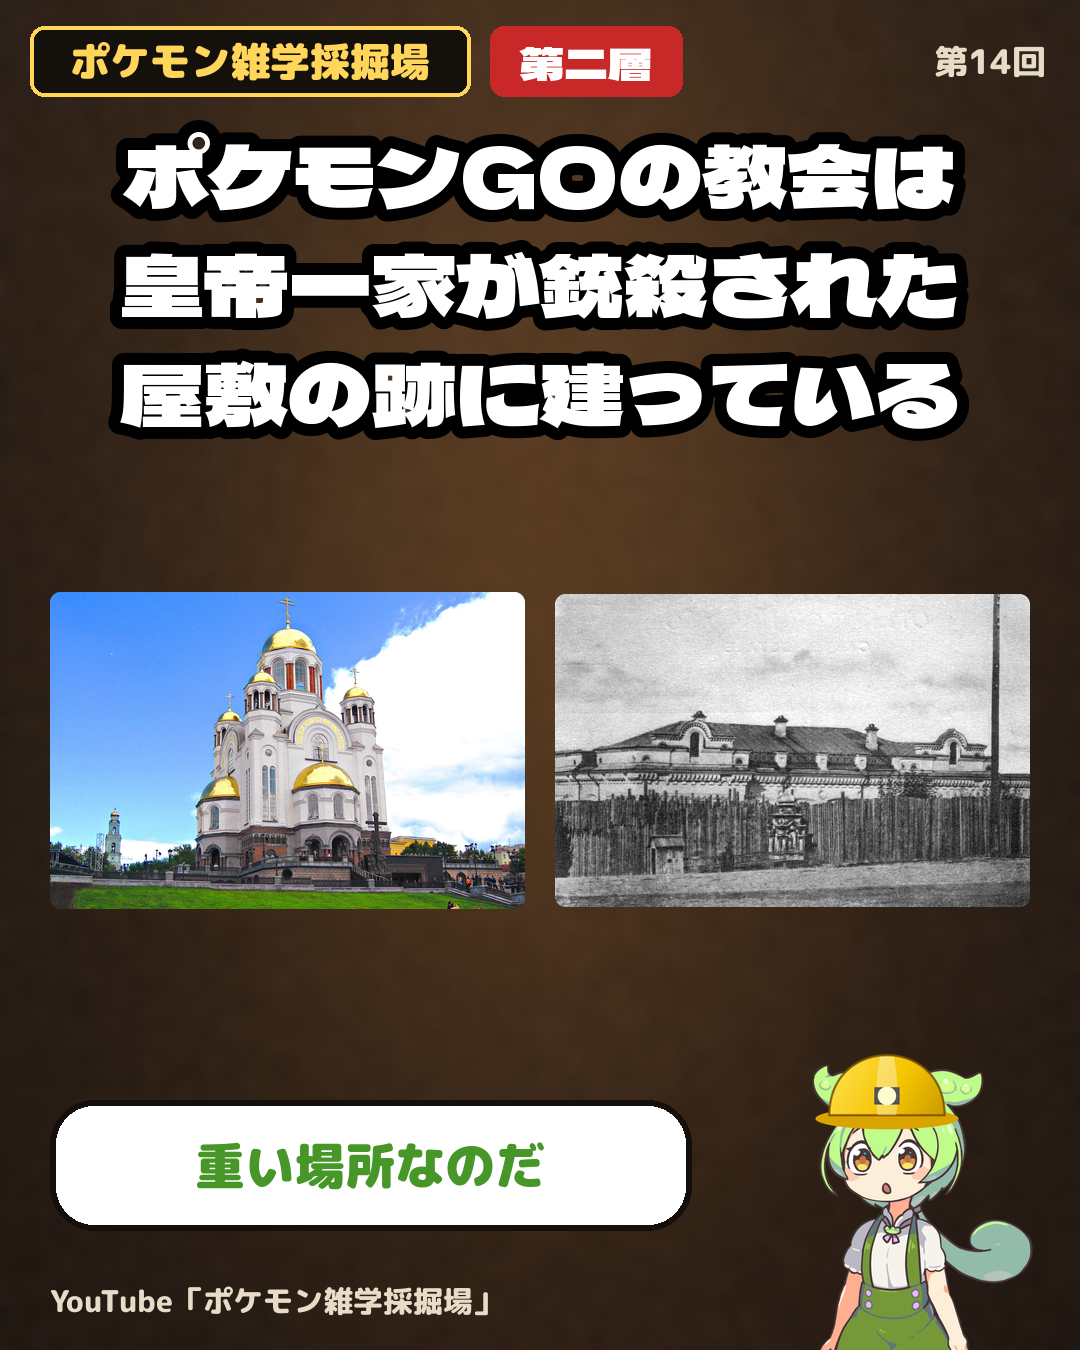 ポケモン雑学採掘場
第二層
第14回
ポケモンGOの教会は
皇帝一家が銃殺された
屋敷の跡に建っている
重い場所なのだ
YouTube「ポケモン雑学採掘場」